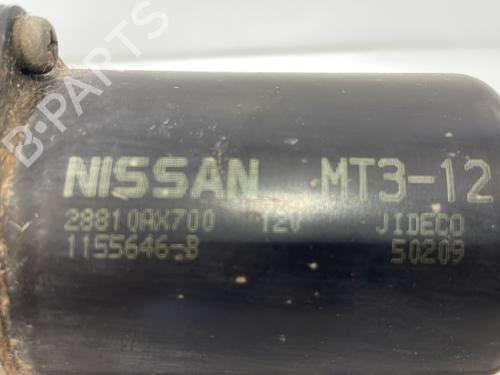 NISSAN MT3-12
28810AX700 12V JIDECO
1155646-B 50209
B-PARTS